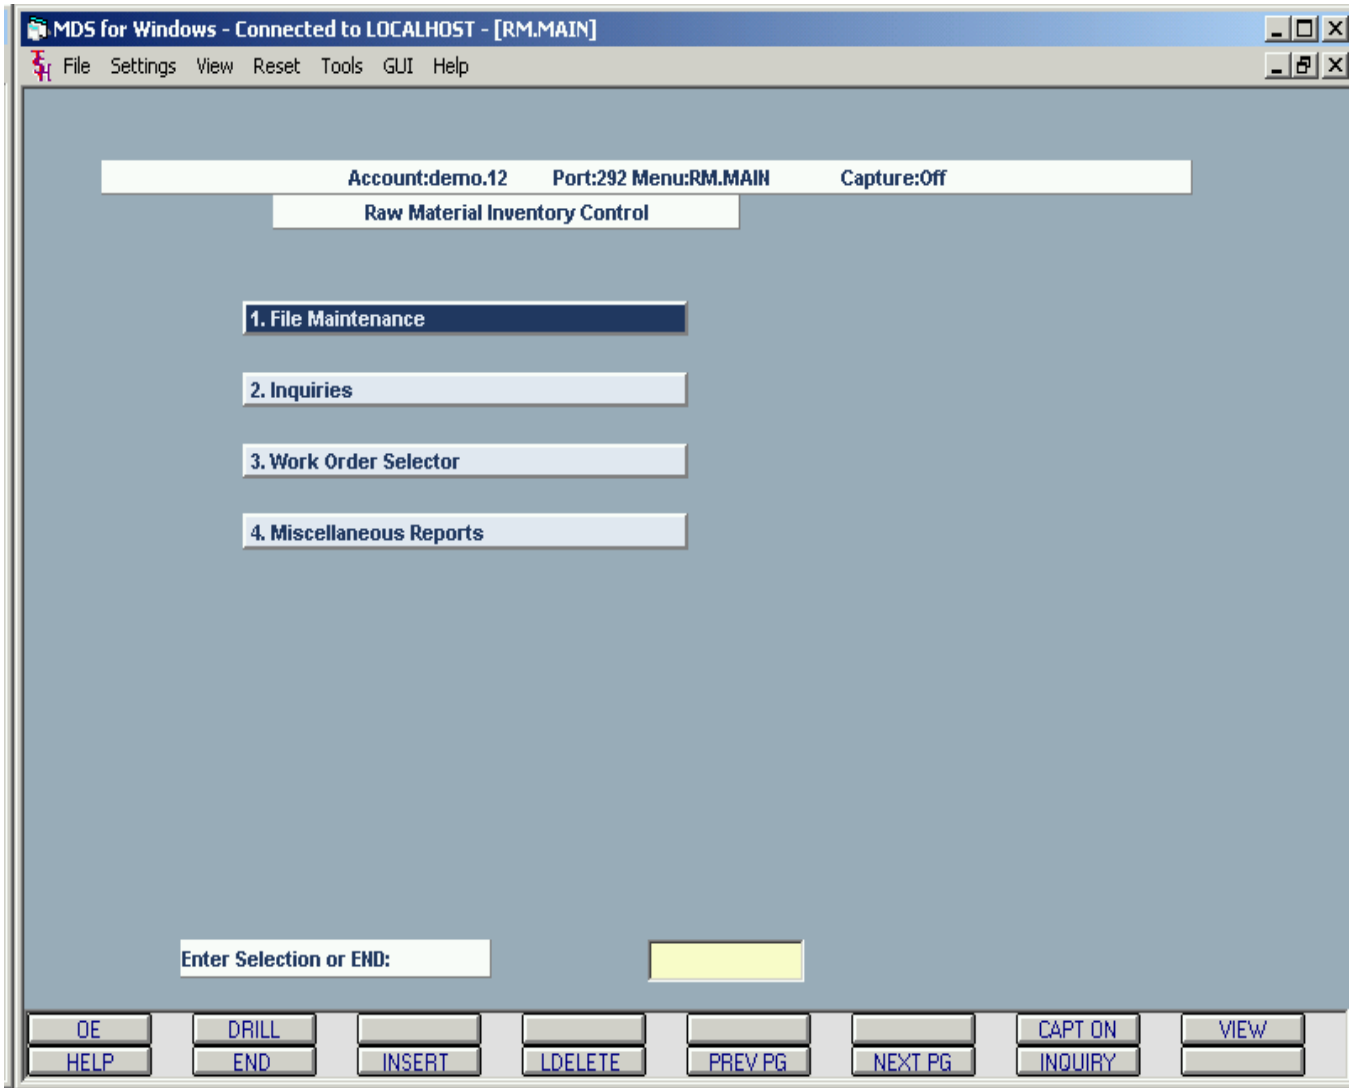 MDS for Windows - Connected to LOCALHOST - [RM.MAIN]
File Settings View Reset Tools GUI Help
Account:demo.12 Port:292 Menu:RM.MAIN Capture:Off
Raw Material Inventory Control
1. File Maintenance
2. Inquiries
3. Work Order Selector
4. Miscellaneous Reports
Enter Selection or END:
OE DRILL CAPT ON VIEW
HELP END INSERT LDELETE PREV PG NEXT PG INQUIRY